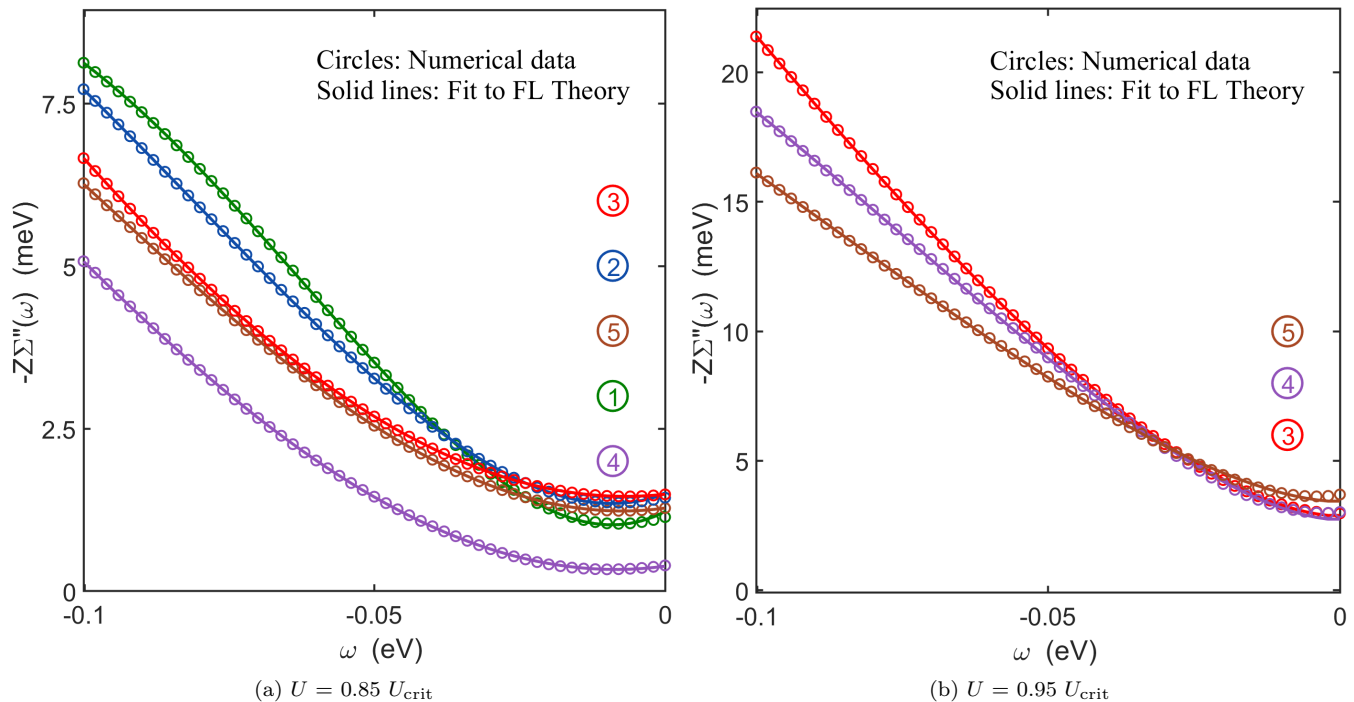 Circles: Numerical data
Solid lines: Fit to FL Theory
7.5
5
2.5
0
-ZΣ"(ω) (meV)
3
2
5
1
4
-0.1
-0.05
0
ω (eV)
(a) U = 0.85 Ucrit
Circles: Numerical data
Solid lines: Fit to FL Theory
20
15
10
5
0
-ZΣ"(ω) (meV)
5
4
3
-0.1
-0.05
0
ω (eV)
(b) U = 0.95 Ucrit